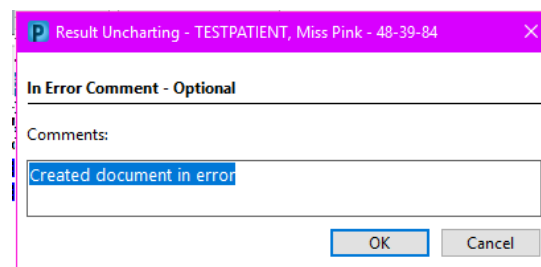 Result Uncharting - TESTPATIENT, Miss Pink - 48-39-84
In Error Comment - Optional
Comments:
Created document in error
OK Cancel